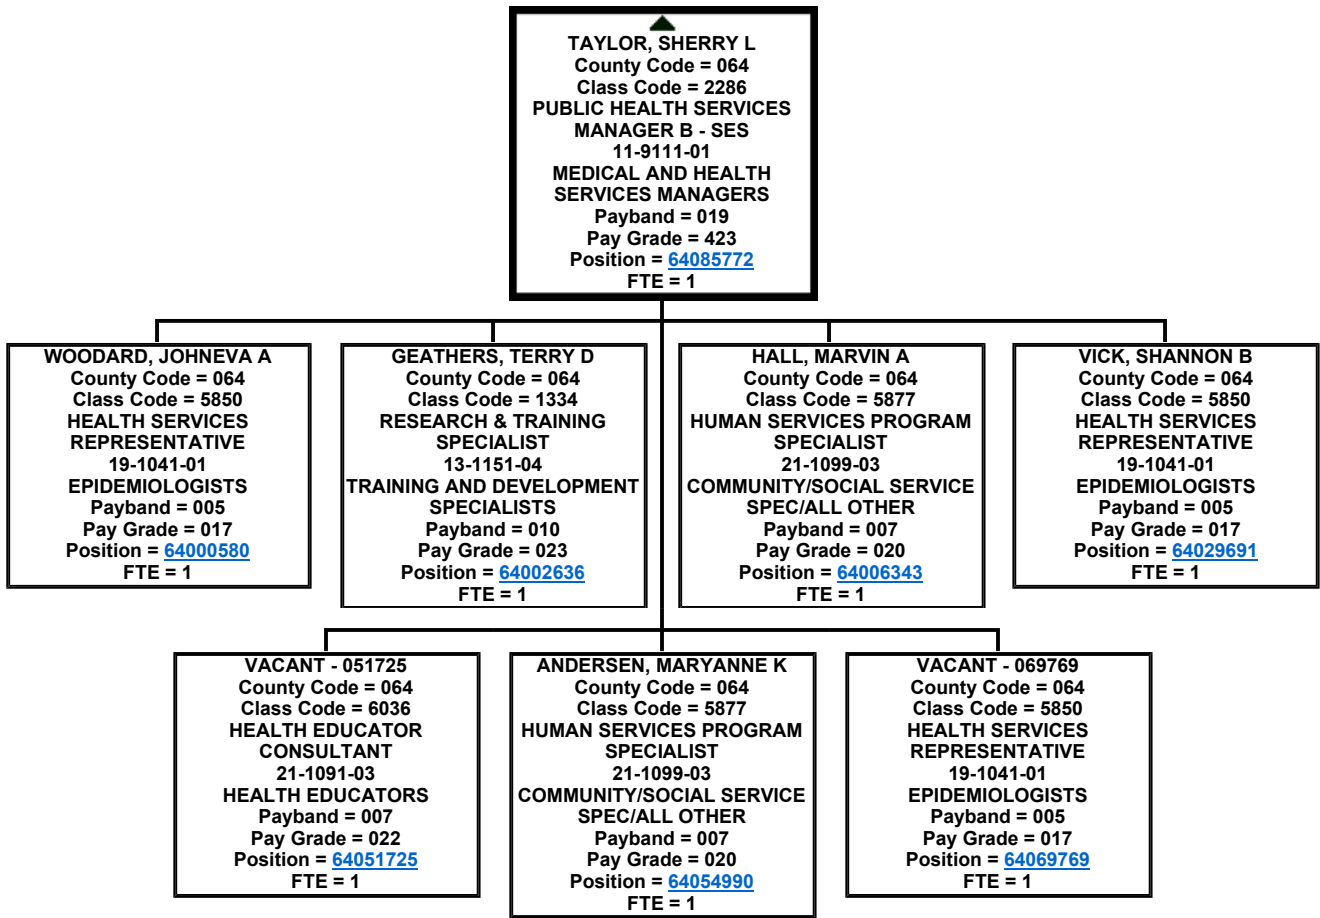 TAYLOR, SHERRY L
County Code = 064
Class Code = 2286
PUBLIC HEALTH SERVICES
MANAGER B - SES
11-9111-01
MEDICAL AND HEALTH
SERVICES MANAGERS
Payband = 019
Pay Grade = 423
Position = 64085772
FTE = 1
WOODARD, JOHNEVA A
County Code = 064
Class Code = 5850
HEALTH SERVICES
REPRESENTATIVE
19-1041-01
EPIDEMIOLOGISTS
Payband = 005
Pay Grade = 017
Position = 64000580
FTE = 1
GEATHERS, TERRY D
County Code = 064
Class Code = 1334
RESEARCH & TRAINING
SPECIALIST
13-1151-04
TRAINING AND DEVELOPMENT
SPECIALISTS
Payband = 010
Pay Grade = 023
Position = 64002636
FTE = 1
HALL, MARVIN A
County Code = 064
Class Code = 5877
HUMAN SERVICES PROGRAM
SPECIALIST
21-1099-03
COMMUNITY/SOCIAL SERVICE
SPEC/ALL OTHER
Payband = 007
Pay Grade = 020
Position = 64006343
FTE = 1
VICK, SHANNON B
County Code = 064
Class Code = 5850
HEALTH SERVICES
REPRESENTATIVE
19-1041-01
EPIDEMIOLOGISTS
Payband = 005
Pay Grade = 017
Position = 64029691
FTE = 1
VACANT - 051725
County Code = 064
Class Code = 6036
HEALTH EDUCATOR
CONSULTANT
21-1091-03
HEALTH EDUCATORS
Payband = 007
Pay Grade = 022
Position = 64051725
FTE = 1
ANDERSEN, MARYANNE K
County Code = 064
Class Code = 5877
HUMAN SERVICES PROGRAM
SPECIALIST
21-1099-03
COMMUNITY/SOCIAL SERVICE
SPEC/ALL OTHER
Payband = 007
Pay Grade = 020
Position = 64054990
FTE = 1
VACANT - 069769
County Code = 064
Class Code = 5850
HEALTH SERVICES
REPRESENTATIVE
19-1041-01
EPIDEMIOLOGISTS
Payband = 005
Pay Grade = 017
Position = 64069769
FTE = 1